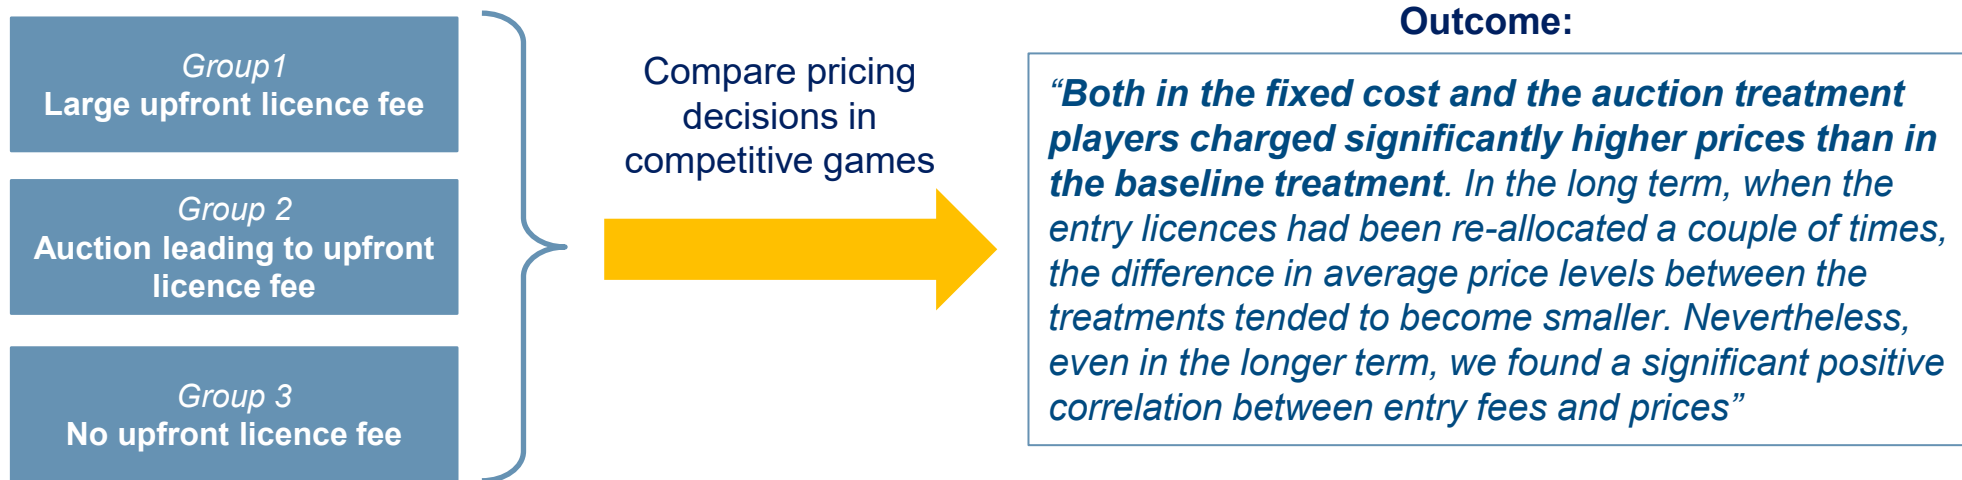 Group1
Large upfront licence fee
Group 2
Auction leading to upfront
licence fee
Group 3
No upfront licence fee
Compare pricing
decisions in
competitive games
Outcome:
“Both in the fixed cost and the auction treatment
players charged significantly higher prices than in
the baseline treatment. In the long term, when the
entry licences had been re-allocated a couple of times,
the difference in average price levels between the
treatments tended to become smaller. Nevertheless,
even in the longer term, we found a significant positive
correlation between entry fees and prices”